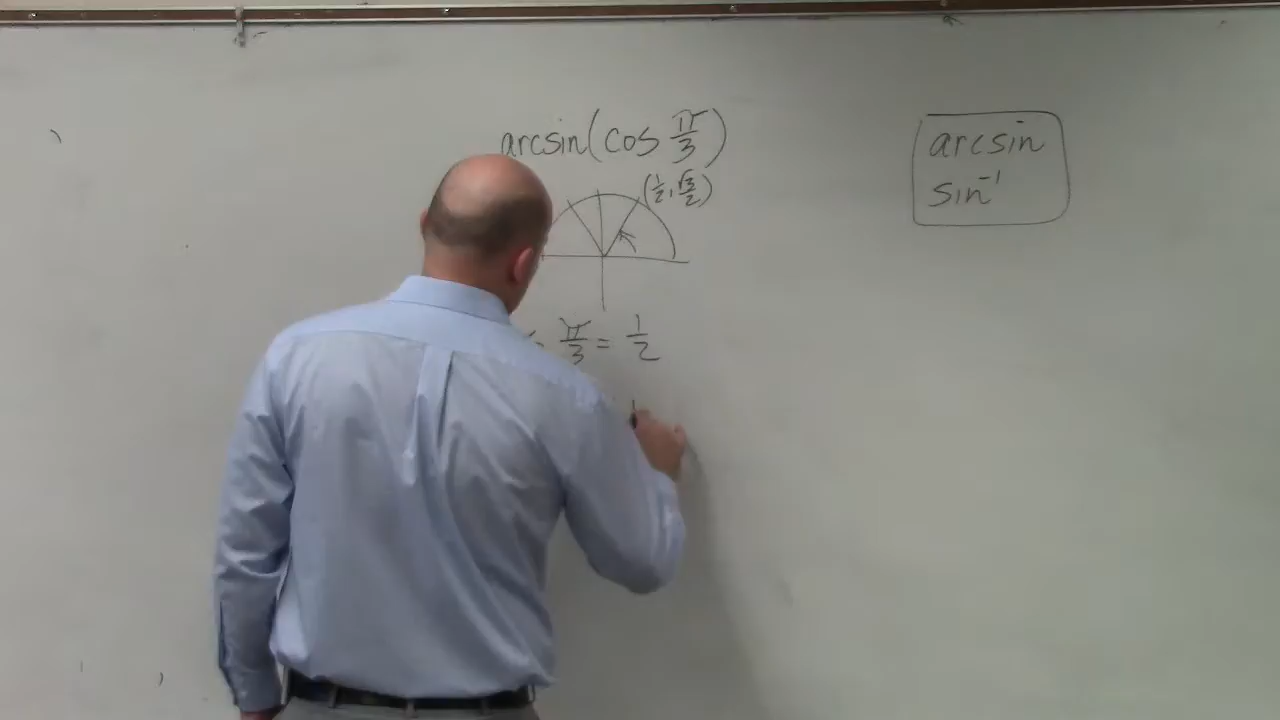 arcsin(cos π/3)
(1/2, √3/2)
π/3 = 1/2
arcsin
sin⁻¹